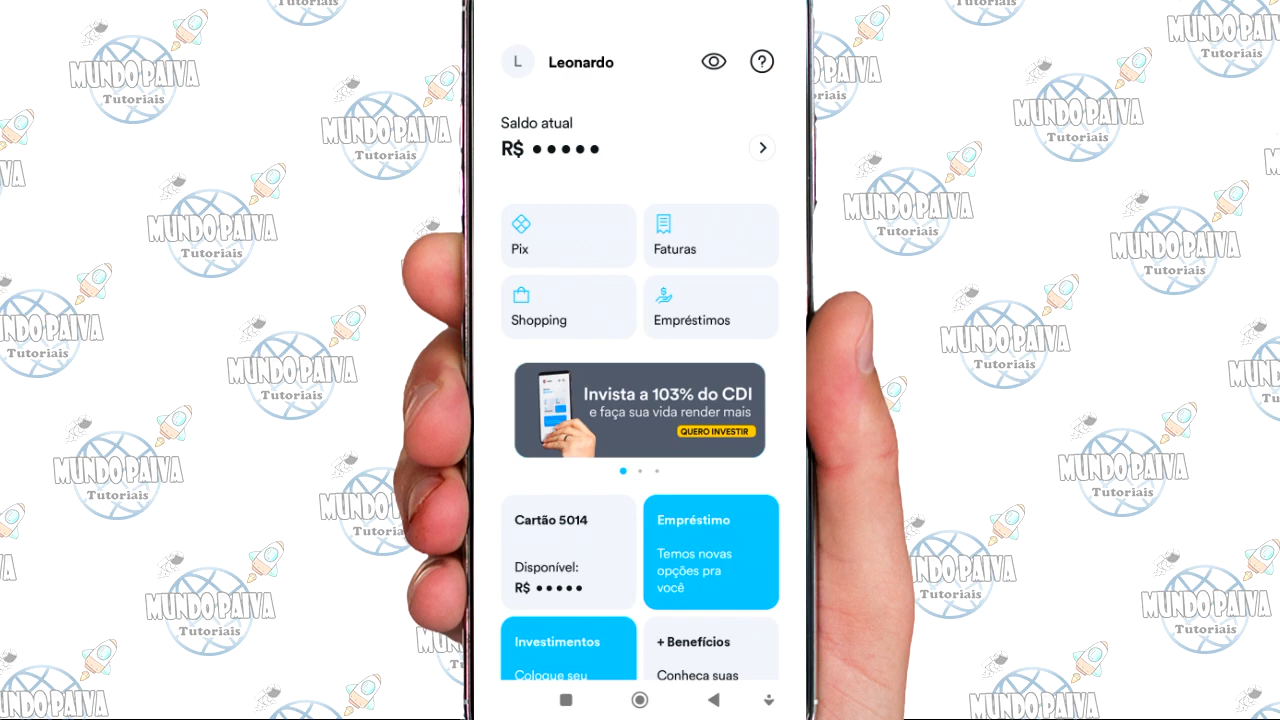 L
Leonardo
Saldo atual
R$ •••••
Pix
Faturas
Shopping
Empréstimos
Invista a 103% do CDI
e faça sua vida render mais
QUERO INVESTIR
Cartão 5014
Disponível:
R$ •••••
Empréstimo
Temos novas
opções pra
você
Investimentos
Coloque seu
+ Benefícios
Conheça suas
MUNDO PAIVA
Tutoriais